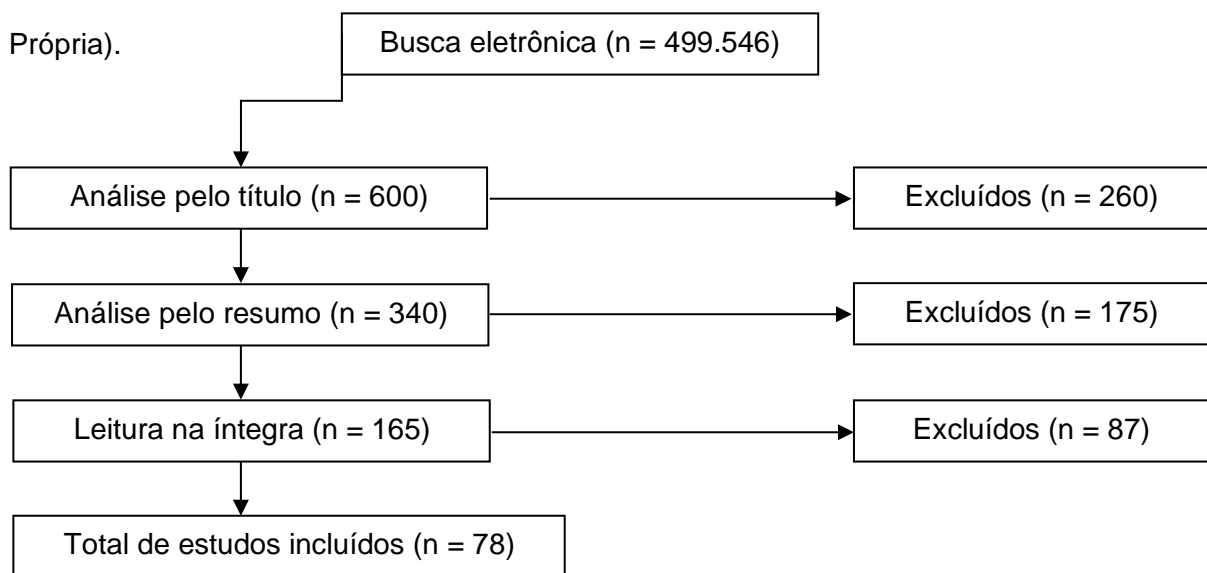 Própria).
Busca eletrônica (n = 499.546)
Análise pelo título (n = 600)
Excluídos (n = 260)
Análise pelo resumo (n = 340)
Excluídos (n = 175)
Leitura na íntegra (n = 165)
Excluídos (n = 87)
Total de estudos incluídos (n = 78)